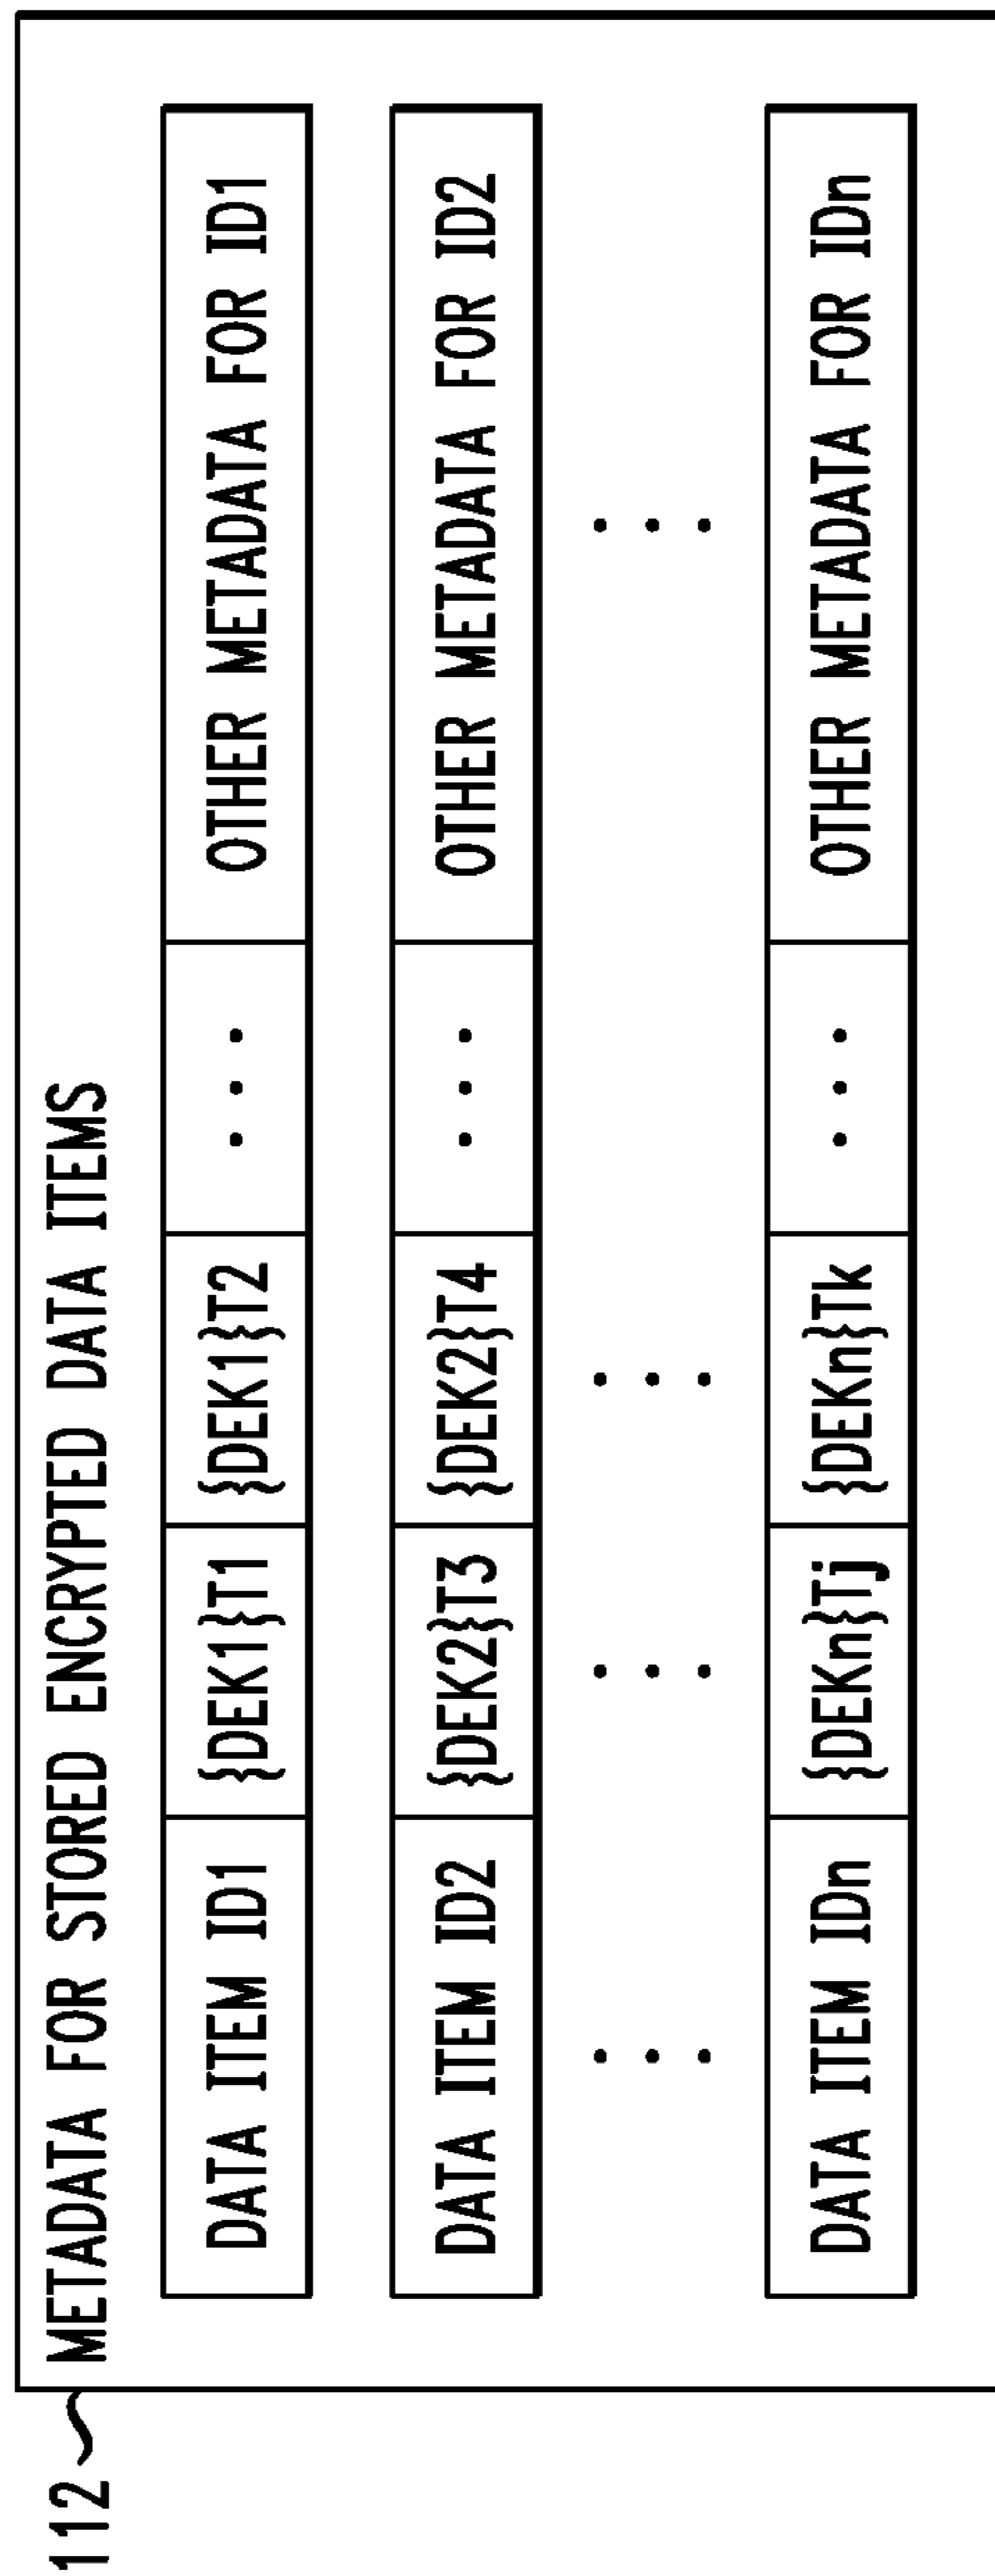 112
METADATA FOR STORED ENCRYPTED DATA ITEMS
DATA ITEM ID1 {DEK1}T1 {DEK1}T2 • • • OTHER METADATA FOR ID1
DATA ITEM ID2 {DEK2}T3 {DEK2}T4 • • • OTHER METADATA FOR ID2
• • • • • • • • • • • •
DATA ITEM IDn {DEKn}Tj {DEKn}Tk • • • OTHER METADATA FOR IDn